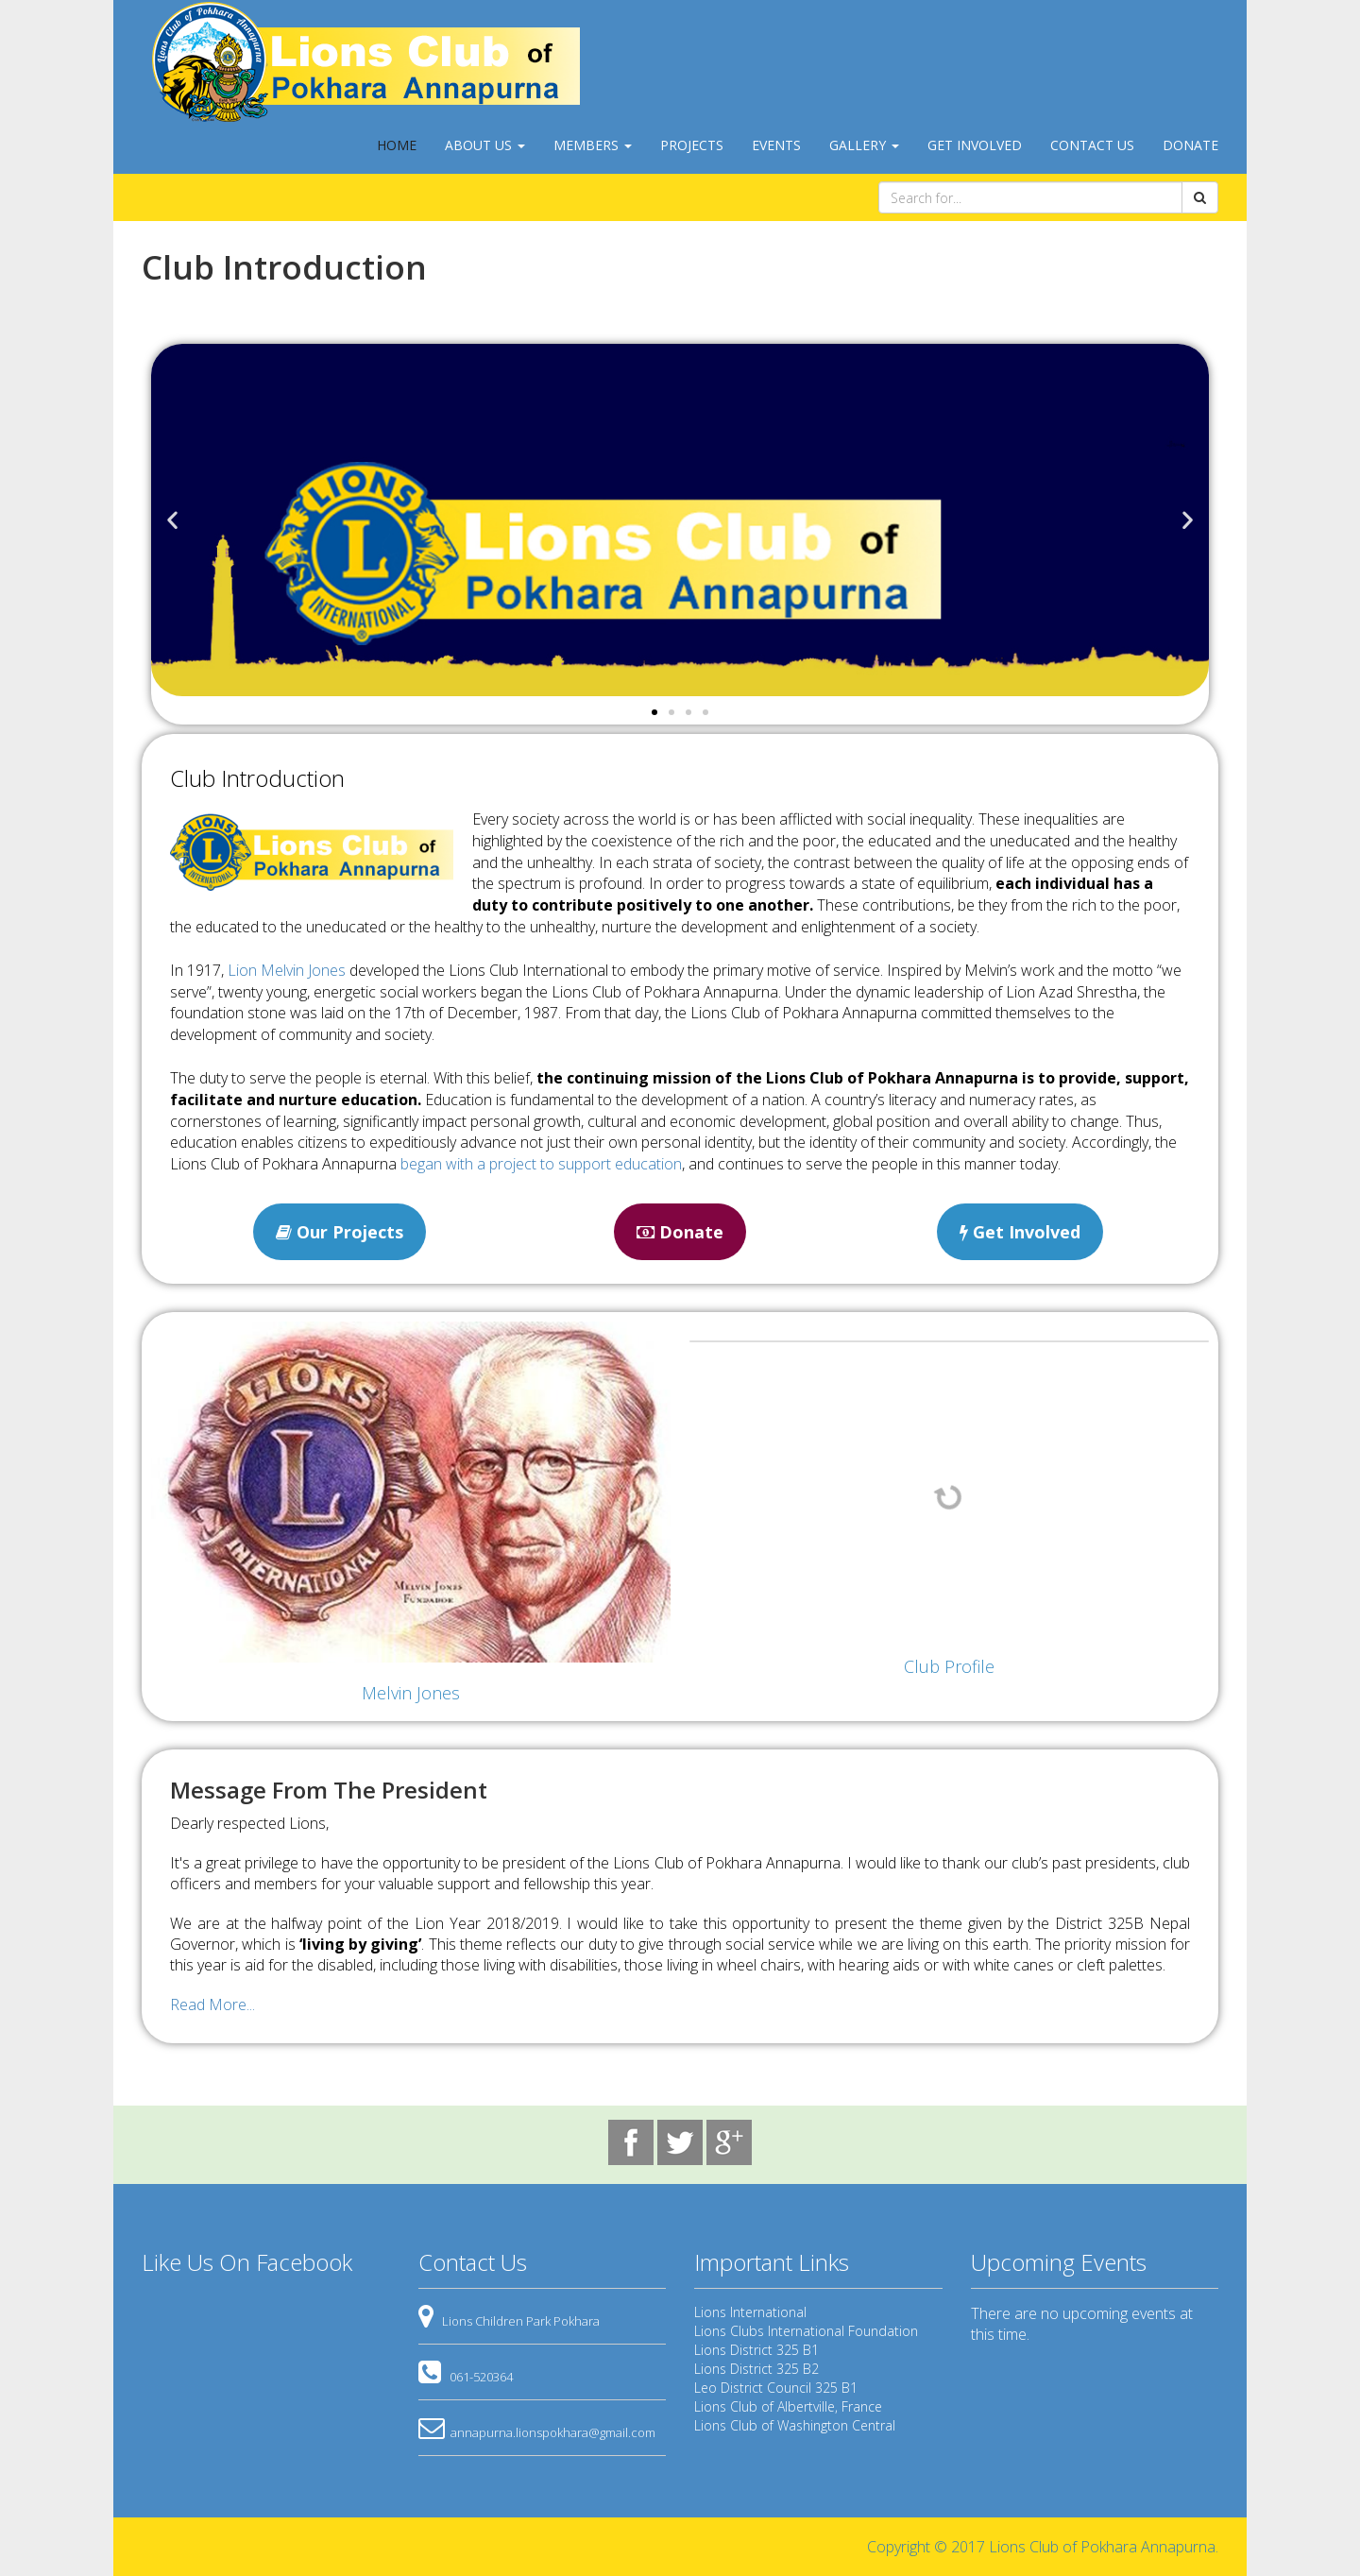 Lions Club of Pokhara Annapurna
Lions Club of
Pokhara Annapurna
HOME
ABOUT US
MEMBERS
PROJECTS
EVENTS
GALLERY
GET INVOLVED
CONTACT US
DONATE
Search for...
Club Introduction
LIONS
L
INTERNATIONAL
®
Lions Club of
Pokhara Annapurna
Club Introduction
LIONS
L
INTERNATIONAL
Lions Club of
Pokhara Annapurna
Every society across the world is or has been afflicted with social inequality. These inequalities are
highlighted by the coexistence of the rich and the poor, the educated and the uneducated and the healthy
and the unhealthy. In each strata of society, the contrast between the quality of life at the opposing ends of
the spectrum is profound. In order to progress towards a state of equilibrium, each individual has a
duty to contribute positively to one another. These contributions, be they from the rich to the poor,
the educated to the uneducated or the healthy to the unhealthy, nurture the development and enlightenment of a society.
In 1917, Lion Melvin Jones developed the Lions Club International to embody the primary motive of service. Inspired by Melvin’s work and the motto “we
serve”, twenty young, energetic social workers began the Lions Club of Pokhara Annapurna. Under the dynamic leadership of Lion Azad Shrestha, the
foundation stone was laid on the 17th of December, 1987. From that day, the Lions Club of Pokhara Annapurna committed themselves to the
development of community and society.
The duty to serve the people is eternal. With this belief, the continuing mission of the Lions Club of Pokhara Annapurna is to provide, support,
facilitate and nurture education. Education is fundamental to the development of a nation. A country’s literacy and numeracy rates, as
cornerstones of learning, significantly impact personal growth, cultural and economic development, global position and overall ability to change. Thus,
education enables citizens to expeditiously advance not just their own personal identity, but the identity of their community and society. Accordingly, the
Lions Club of Pokhara Annapurna began with a project to support education, and continues to serve the people in this manner today.
Our Projects
Donate
Get Involved
LIONS
L
INTERNATIONAL
MELVIN JONES
FUNDADOR
Melvin Jones
Club Profile
Message From The President
Dearly respected Lions,
It's a great privilege to have the opportunity to be president of the Lions Club of Pokhara Annapurna. I would like to thank our club’s past presidents, club
officers and members for your valuable support and fellowship this year.
We are at the halfway point of the Lion Year 2018/2019. I would like to take this opportunity to present the theme given by the District 325B Nepal
Governor, which is ‘living by giving’. This theme reflects our duty to give through social service while we are living on this earth. The priority mission for
this year is aid for the disabled, including those living with disabilities, those living in wheel chairs, with hearing aids or with white canes or cleft palettes.
Read More...
Like Us On Facebook
Contact Us
Lions Children Park Pokhara
061-520364
annapurna.lionspokhara@gmail.com
Important Links
Lions International
Lions Clubs International Foundation
Lions District 325 B1
Lions District 325 B2
Leo District Council 325 B1
Lions Club of Albertville, France
Lions Club of Washington Central
Upcoming Events
There are no upcoming events at
this time.
Copyright © 2017 Lions Club of Pokhara Annapurna.